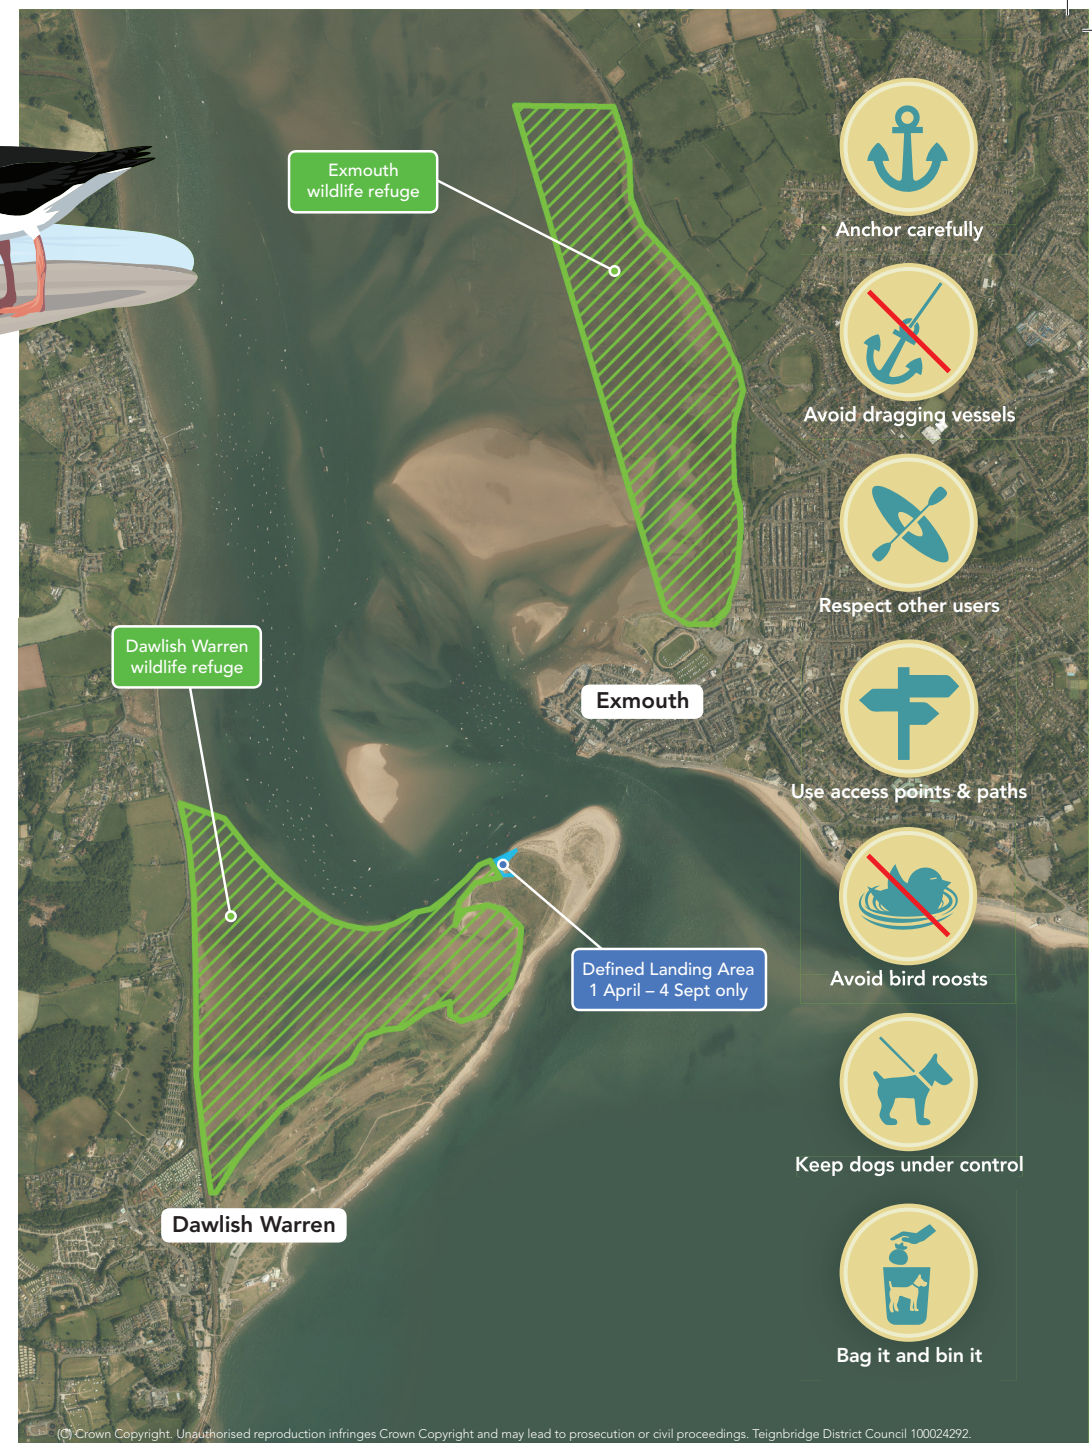 Exmouth
wildlife refuge
Anchor carefully
Avoid dragging vessels
Respect other users
Dawlish Warren
wildlife refuge
Exmouth
Use access points & paths
Defined Landing Area
1 April – 4 Sept only
Avoid bird roosts
Keep dogs under control
Dawlish Warren
Bag it and bin it
(C) Crown Copyright. Unauthorised reproduction infringes Crown Copyright and may lead to prosecution or civil proceedings. Teignbridge District Council 100024292.